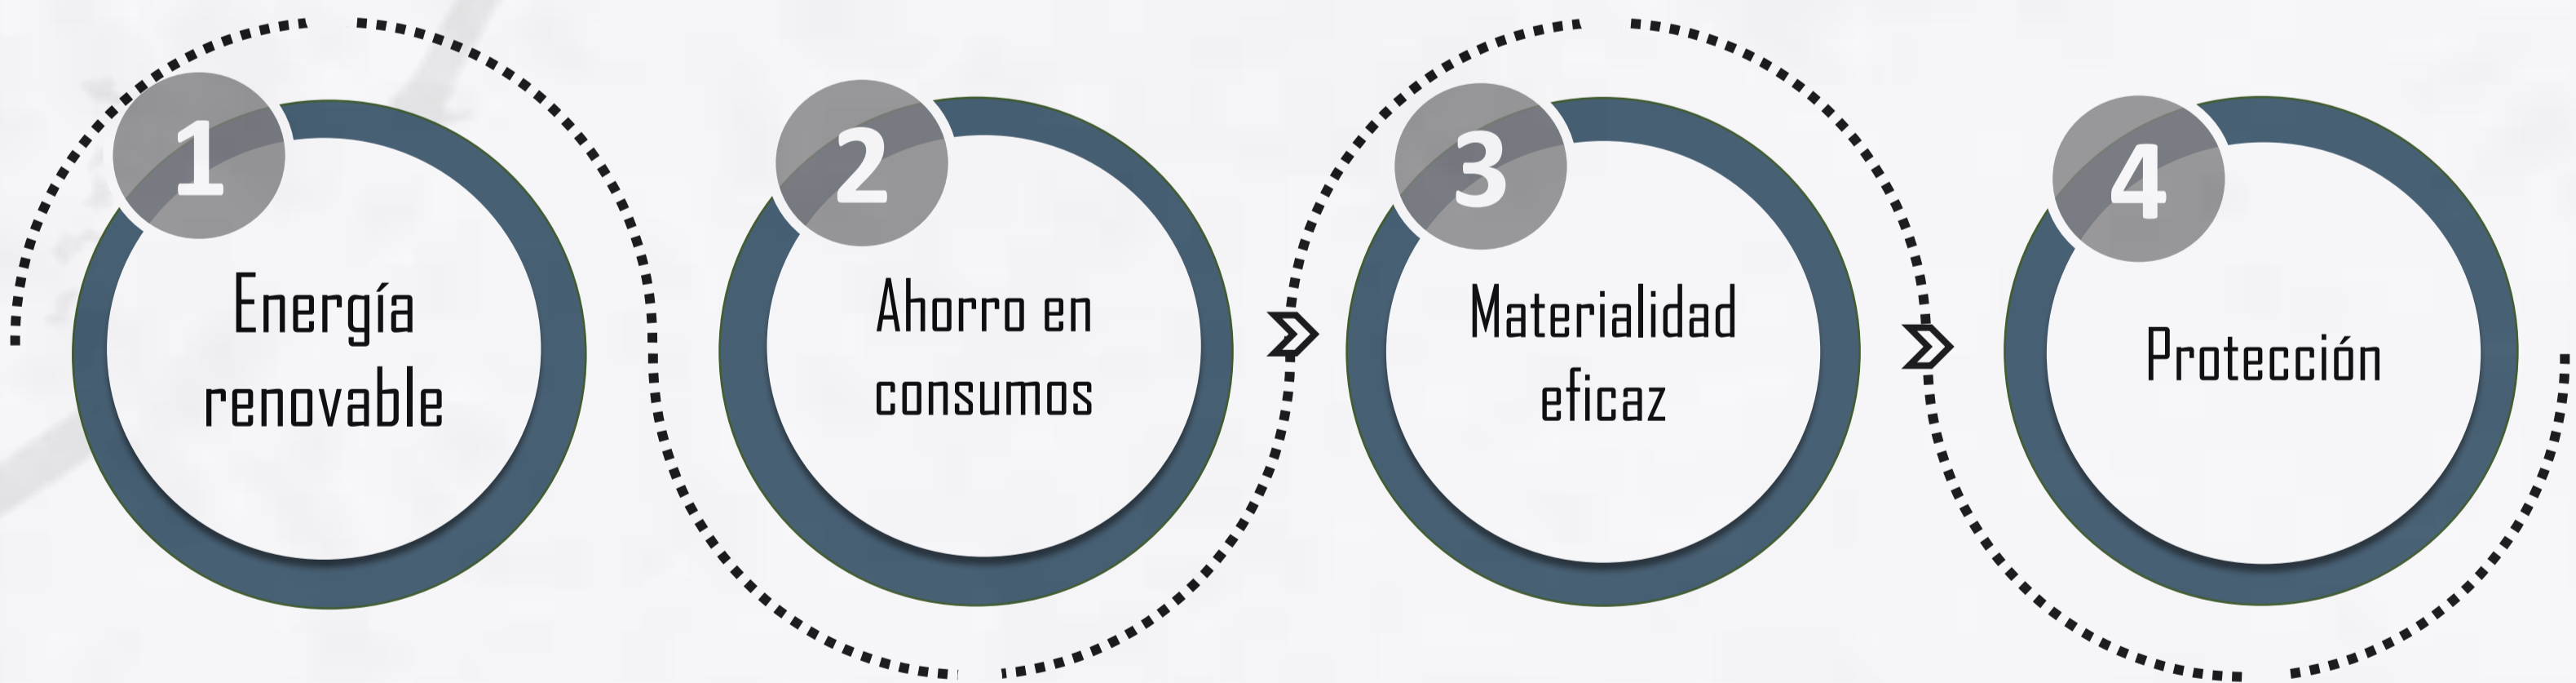 1
Energía
renovable
2
Ahorro en
consumos
3
Materialidad
eficaz
4
Protección